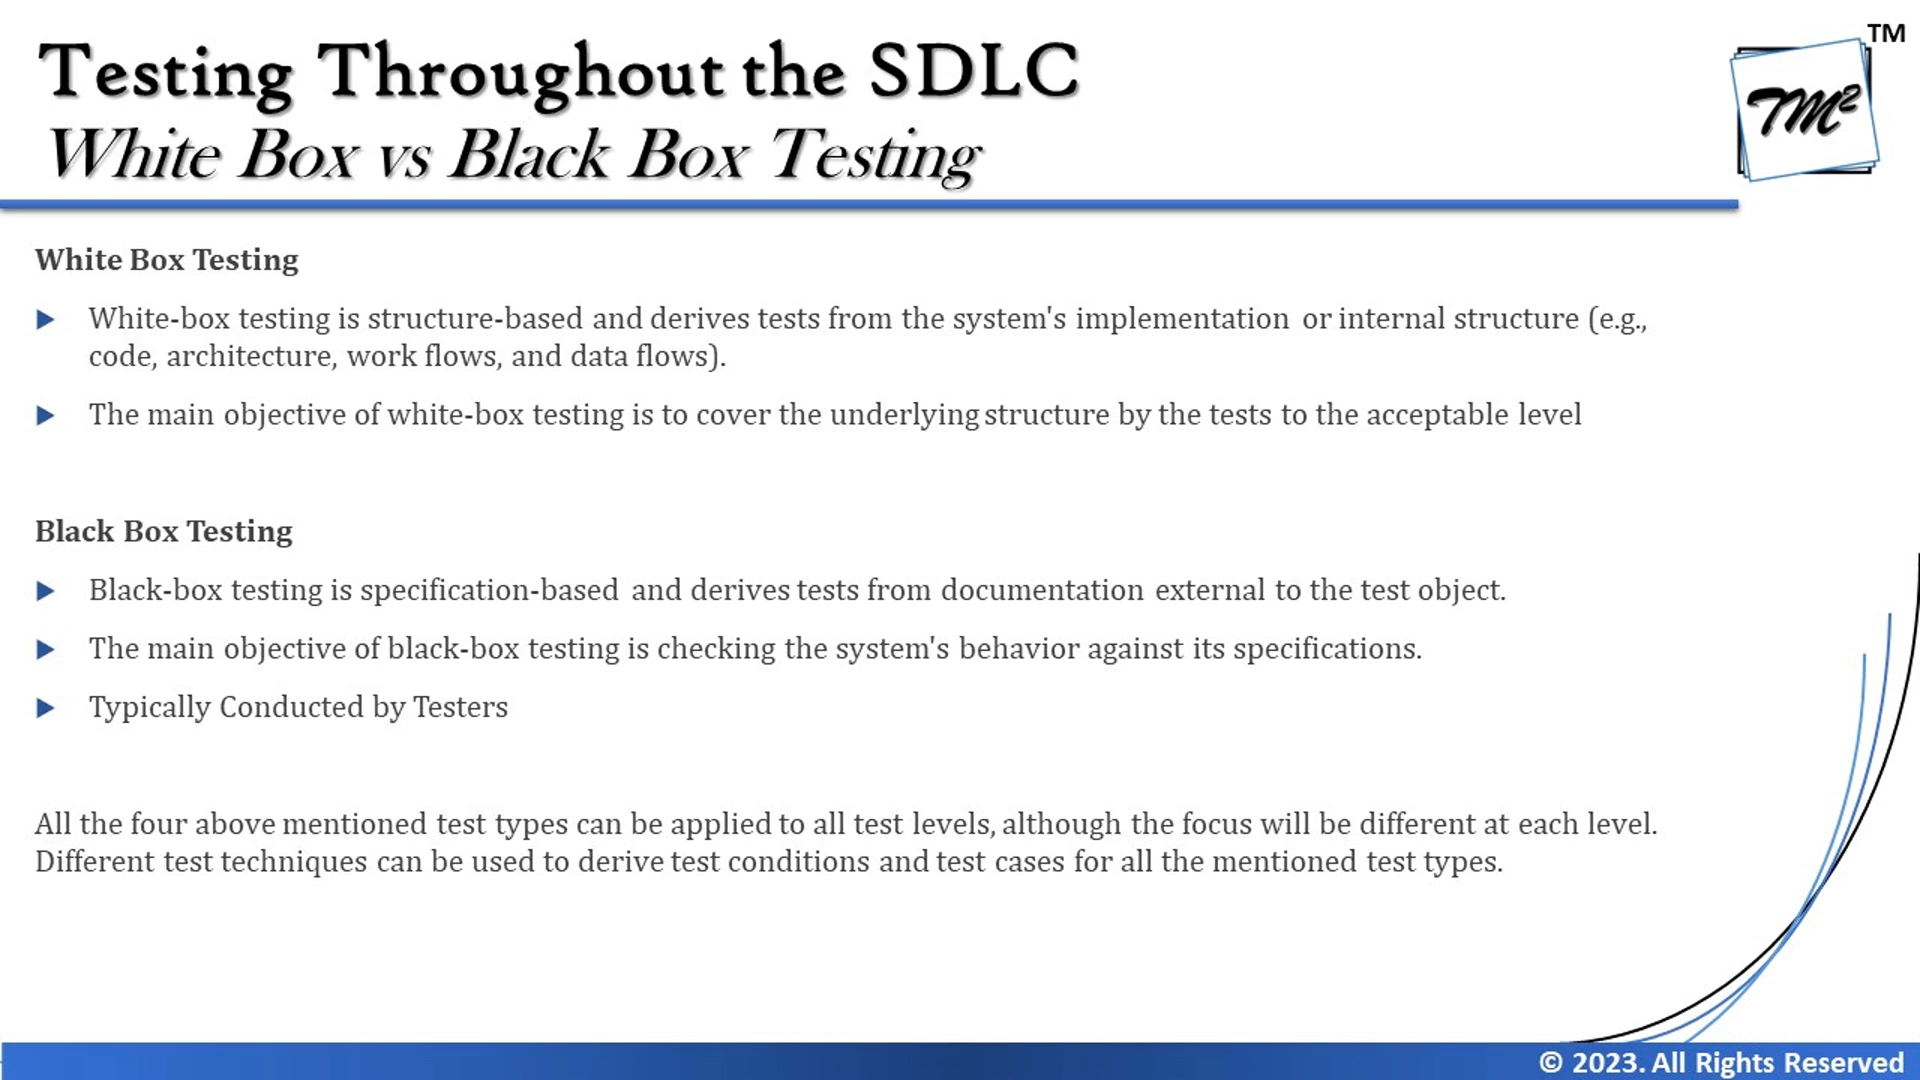 Testing Throughout the SDLC
White Box vs Black Box Testing
TM
TM²
White Box Testing
White-box testing is structure-based and derives tests from the system's implementation or internal structure (e.g.,
code, architecture, work flows, and data flows).
The main objective of white-box testing is to cover the underlying structure by the tests to the acceptable level
Black Box Testing
Black-box testing is specification-based and derives tests from documentation external to the test object.
The main objective of black-box testing is checking the system's behavior against its specifications.
Typically Conducted by Testers
All the four above mentioned test types can be applied to all test levels, although the focus will be different at each level.
Different test techniques can be used to derive test conditions and test cases for all the mentioned test types.
© 2023. All Rights Reserved